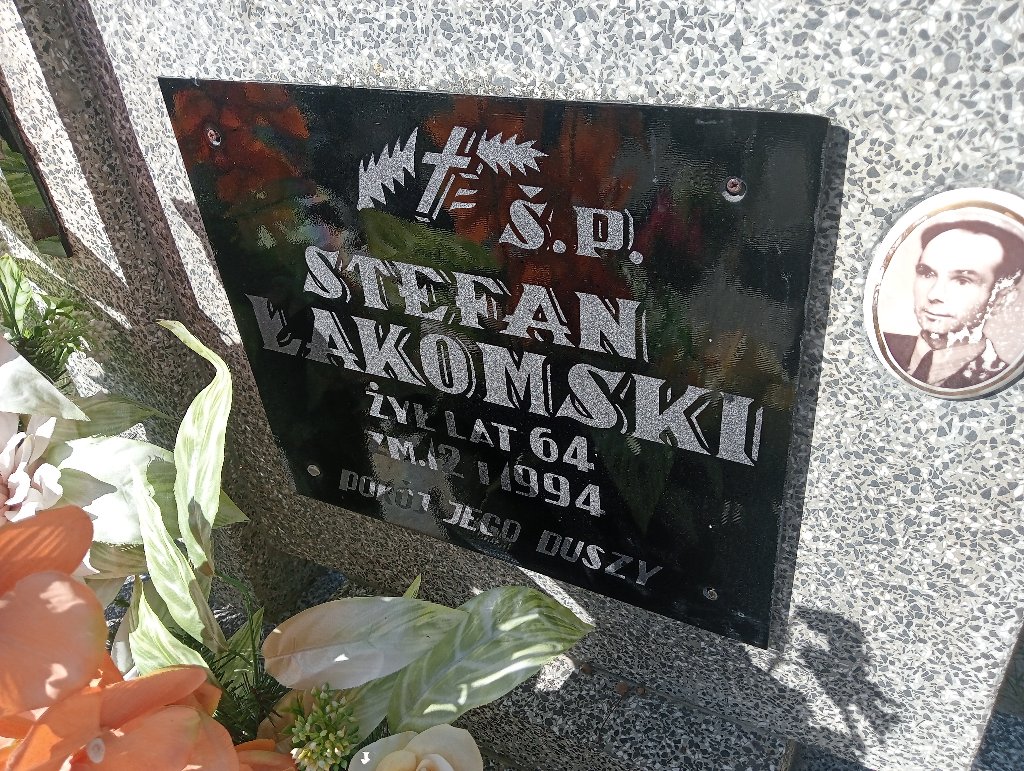 Ś.P.
STEFAN
ŁAKOMSKI
ŻYŁ LAT 64
ZM. 12 I 1994
POKÓJ JEGO DUSZY